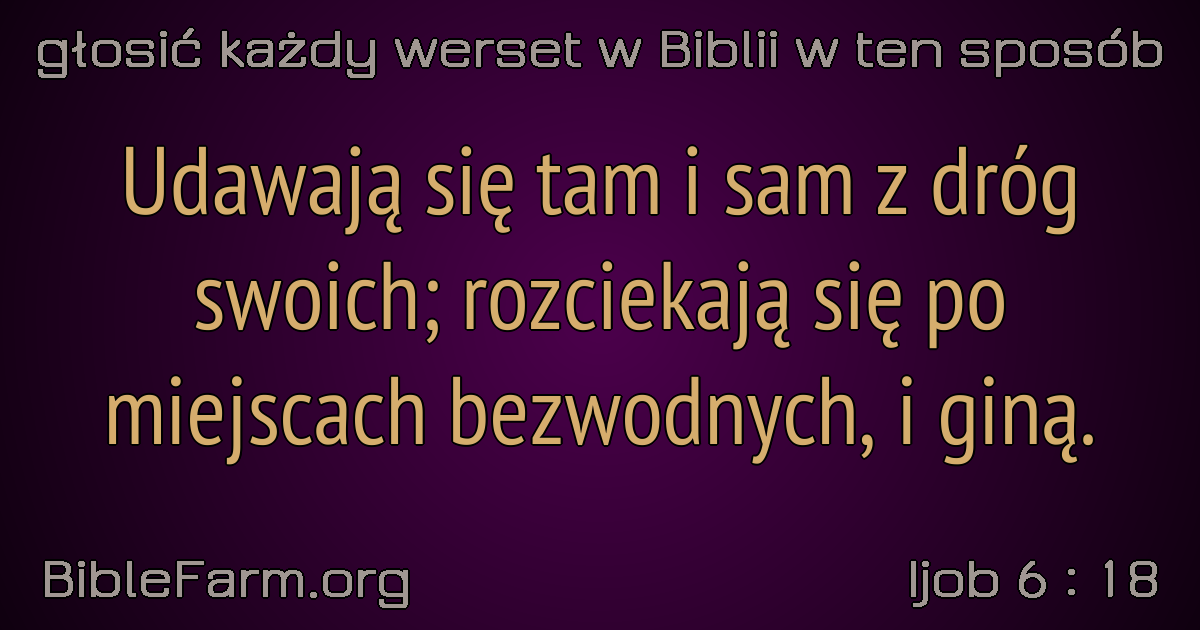 głosić każdy werset w Biblii w ten sposób
Udawają się tam i sam z dróg
swoich; rozciekają się po
miejscach bezwodnych, i giną.
BibleFarm.org
Ijob 6 : 18